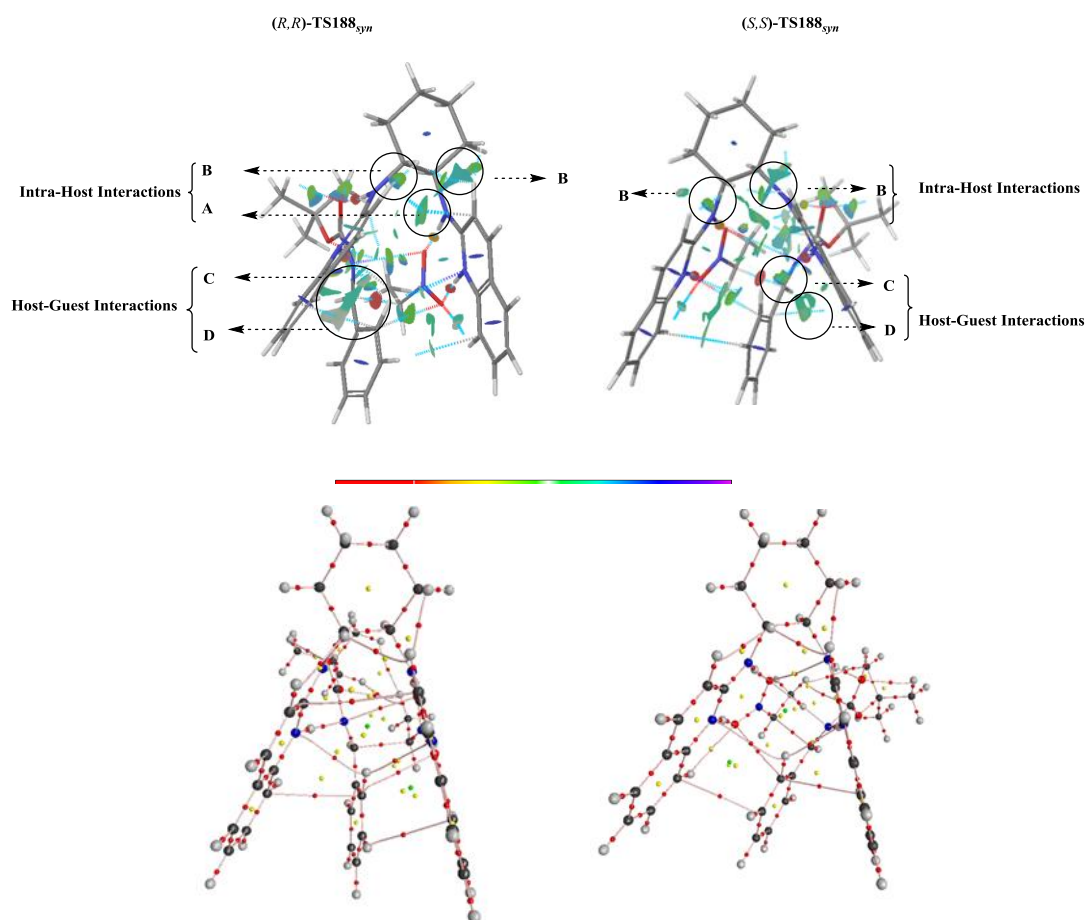 (R,R)-TS188syn
(S,S)-TS188syn
B
Intra-Host Interactions
A
B
C
Host-Guest Interactions
D
B
B
Intra-Host Interactions
C
Host-Guest Interactions
D